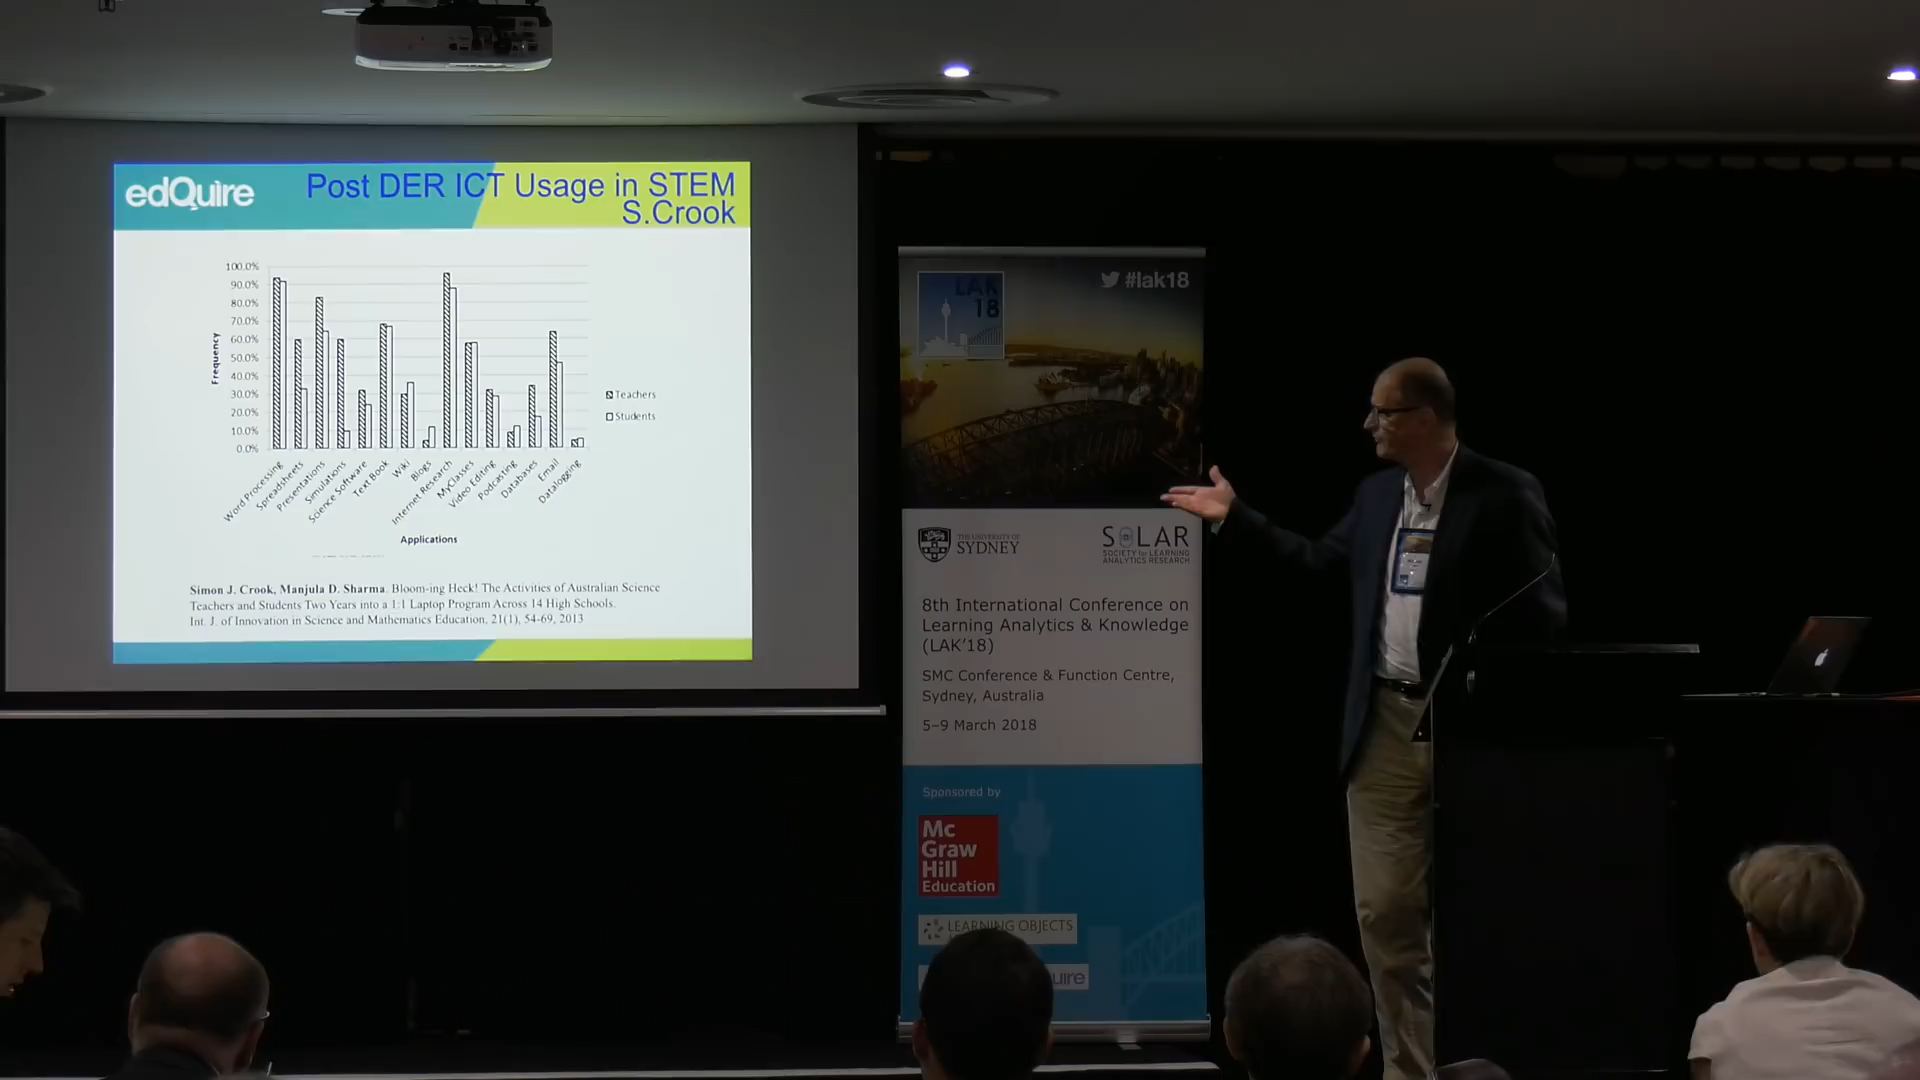 edQuire
Post DER ICT Usage in STEM
S.Crook
100.0%
90.0%
80.0%
70.0%
60.0%
50.0%
40.0%
30.0%
20.0%
10.0%
0.0%
Frequency
Teachers
Students
Word Processing
Spreadsheets
Presentations
Simulations
Science Software
Text Book
Wiki
Blogs
Internet Research
MyClasses
Video Editing
Podcasting
Databases
Email
Datalogging
Applications
Simon J. Crook, Manjula D. Sharma. Bloom-ing Heck! The Activities of Australian Science
Teachers and Students Two Years into a 1:1 Laptop Program Across 14 High Schools.
Int. J. of Innovation in Science and Mathematics Education, 21(1), 54-69, 2013
LAK
18
#lak18
THE UNIVERSITY OF
SYDNEY
SOLAR
SOCIETY for LEARNING
ANALYTICS RESEARCH
8th International Conference on
Learning Analytics & Knowledge
(LAK'18)
SMC Conference & Function Centre,
Sydney, Australia
5–9 March 2018
Sponsored by
Mc
Graw
Hill
Education
LEARNING OBJECTS
uire